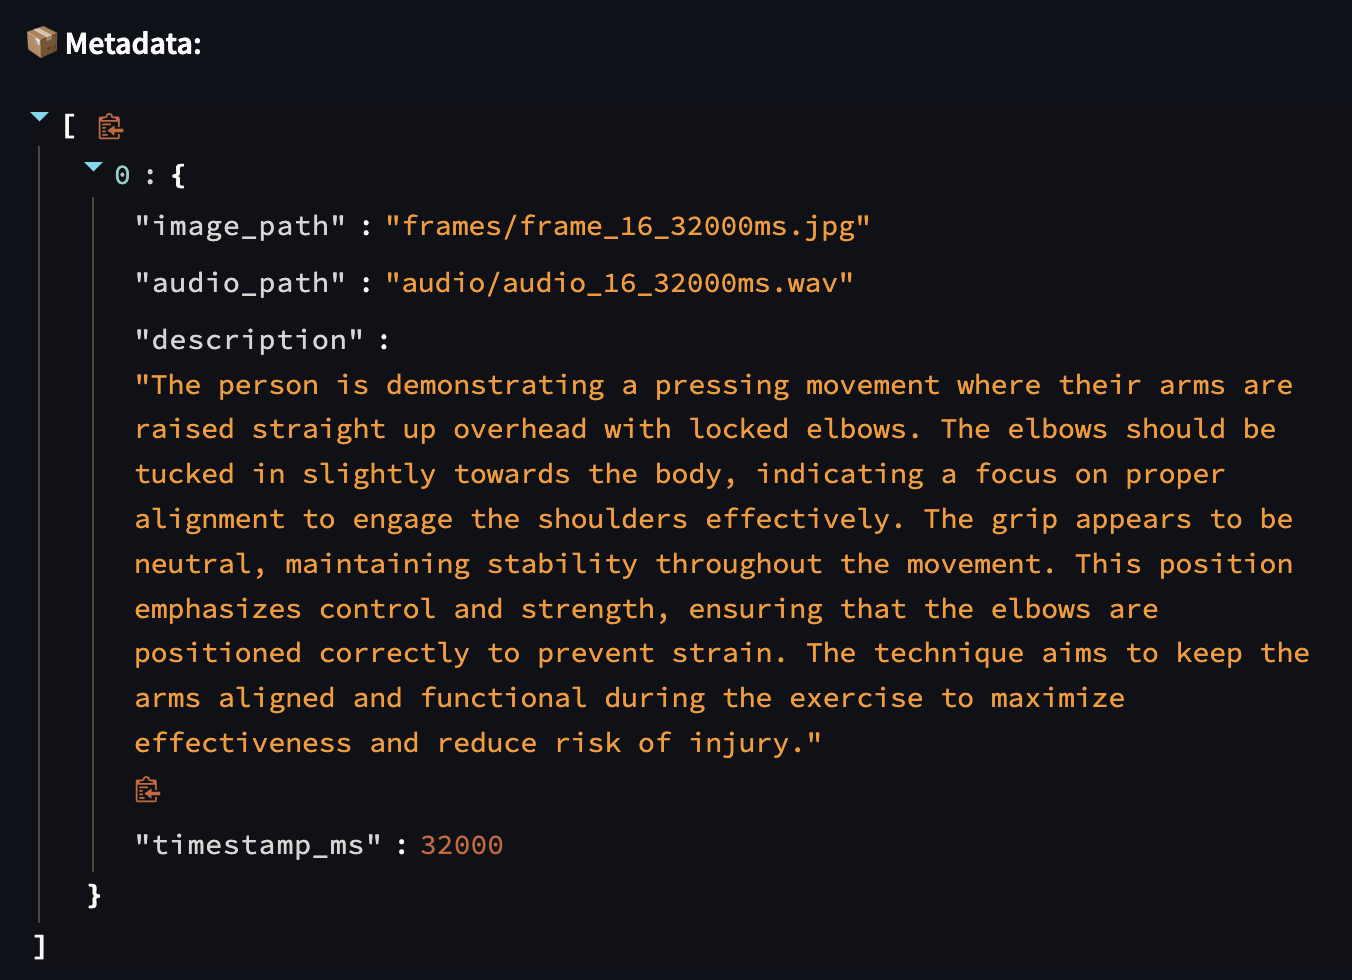 Metadata:
[
0 : {
"image_path" : "frames/frame_16_32000ms.jpg"
"audio_path" : "audio/audio_16_32000ms.wav"
"description" :
"The person is demonstrating a pressing movement where their arms are
raised straight up overhead with locked elbows. The elbows should be
tucked in slightly towards the body, indicating a focus on proper
alignment to engage the shoulders effectively. The grip appears to be
neutral, maintaining stability throughout the movement. This position
emphasizes control and strength, ensuring that the elbows are
positioned correctly to prevent strain. The technique aims to keep the
arms aligned and functional during the exercise to maximize
effectiveness and reduce risk of injury."
"timestamp_ms" : 32000
}
]